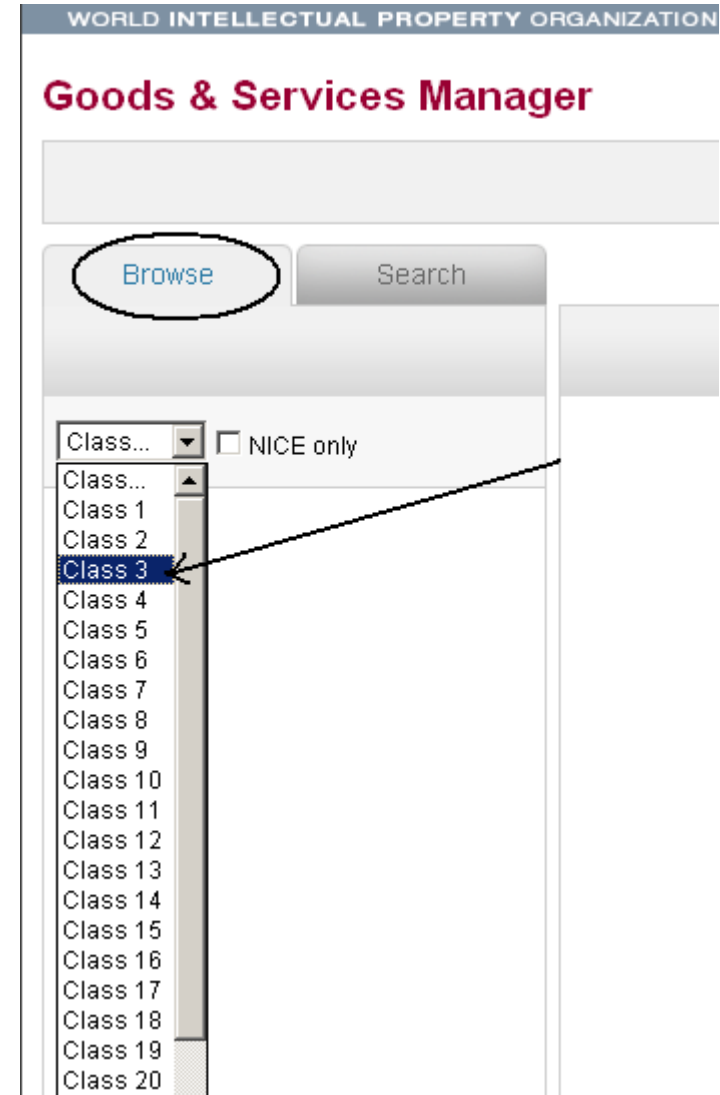 WORLD INTELLECTUAL PROPERTY ORGANIZATION
Goods & Services Manager
Browse Search
Class... NICE only
Class...
Class 1
Class 2
Class 3
Class 4
Class 5
Class 6
Class 7
Class 8
Class 9
Class 10
Class 11
Class 12
Class 13
Class 14
Class 15
Class 16
Class 17
Class 18
Class 19
Class 20